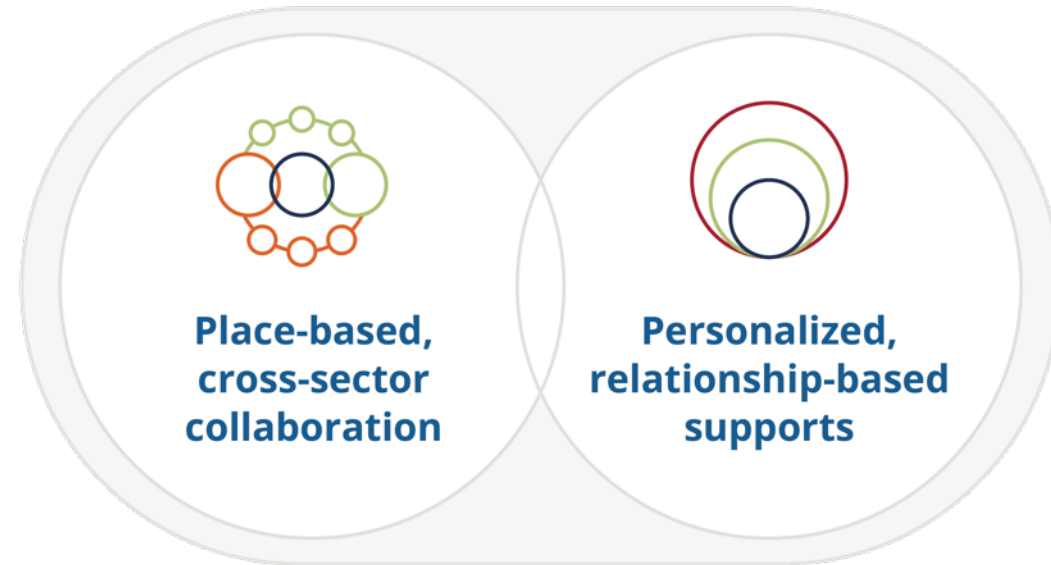 Place-based,
cross-sector
collaboration
Personalized,
relationship-based
supports